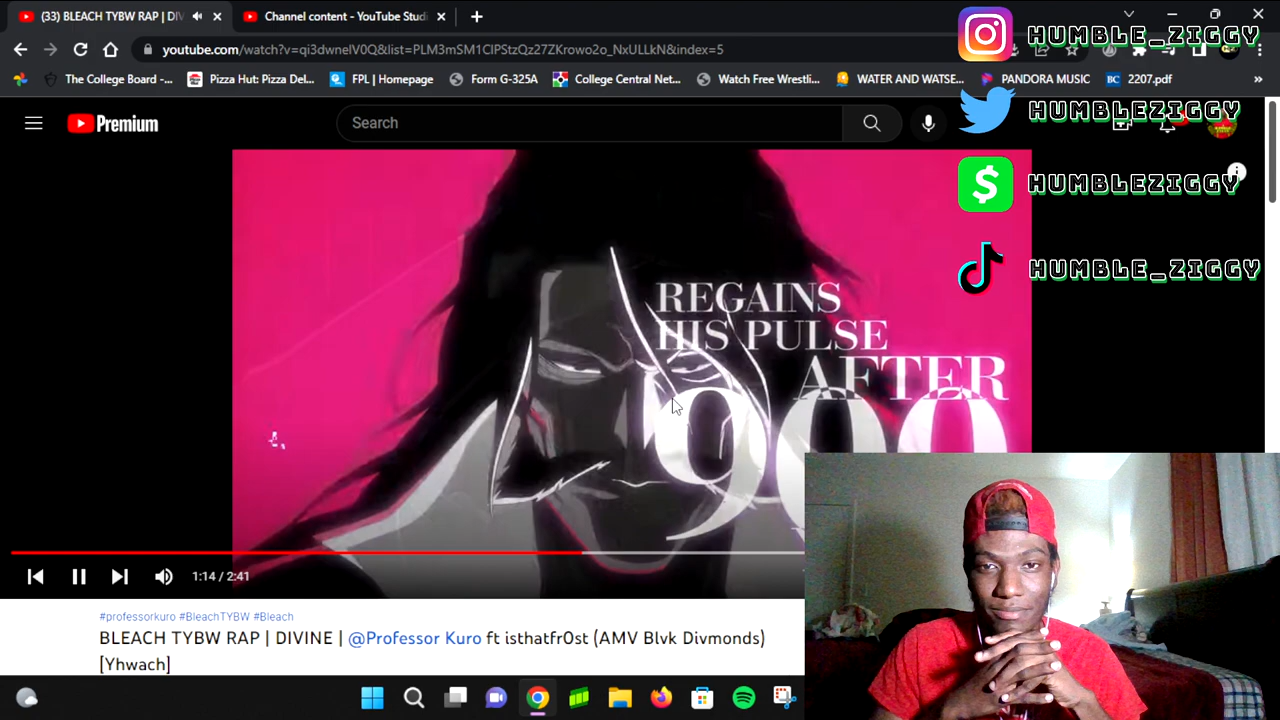 (33) BLEACH TYBW RAP | DIV
Channel content - YouTube Studi
HUMBLE_ZIGGY
youtube.com/watch?v=qi3dwnelV0Q&list=PLM3mSM1ClPStzQz27ZKrowo2o_NxULLkN&index=5
The College Board -...
Pizza Hut: Pizza Del...
FPL | Homepage
Form G-325A
College Central Net...
Watch Free Wrestli...
WATER AND WATSE...
PANDORA MUSIC
BC 2207.pdf
HUMBLEZIGGY
Premium
Search
HUMBLEZIGGY
HUMBLE_ZIGGY
REGAINS
HIS PULSE
AFTER
900
1:14 / 2:41
#professorkuro #BleachTYBW #Bleach
BLEACH TYBW RAP | DIVINE | @Professor Kuro ft isthatfr0st (AMV Blvk Divmonds)
[Yhwach]